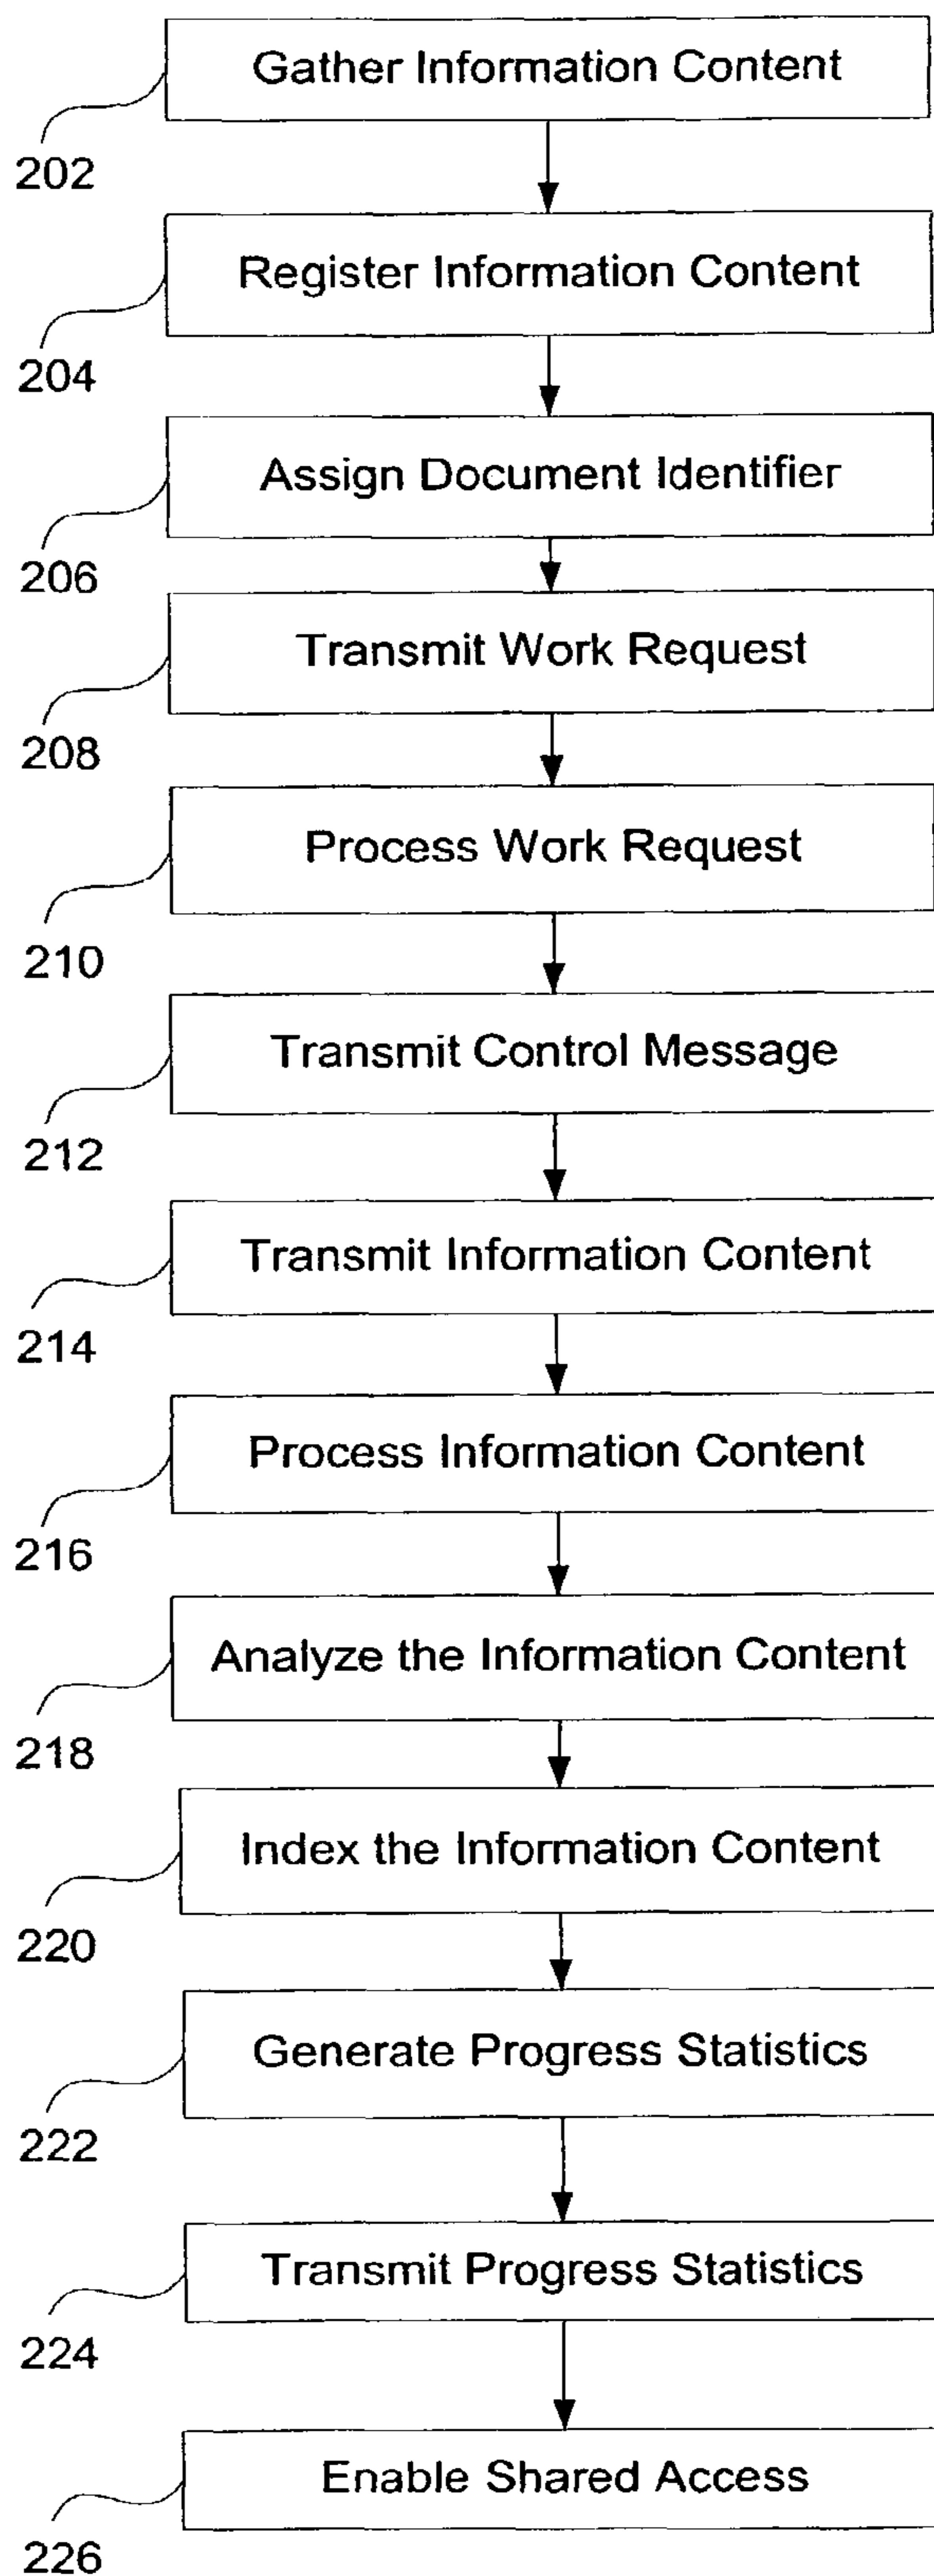 Gather Information Content
202
Register Information Content
204
Assign Document Identifier
206
Transmit Work Request
208
Process Work Request
210
Transmit Control Message
212
Transmit Information Content
214
Process Information Content
216
Analyze the Information Content
218
Index the Information Content
220
Generate Progress Statistics
222
Transmit Progress Statistics
224
Enable Shared Access
226